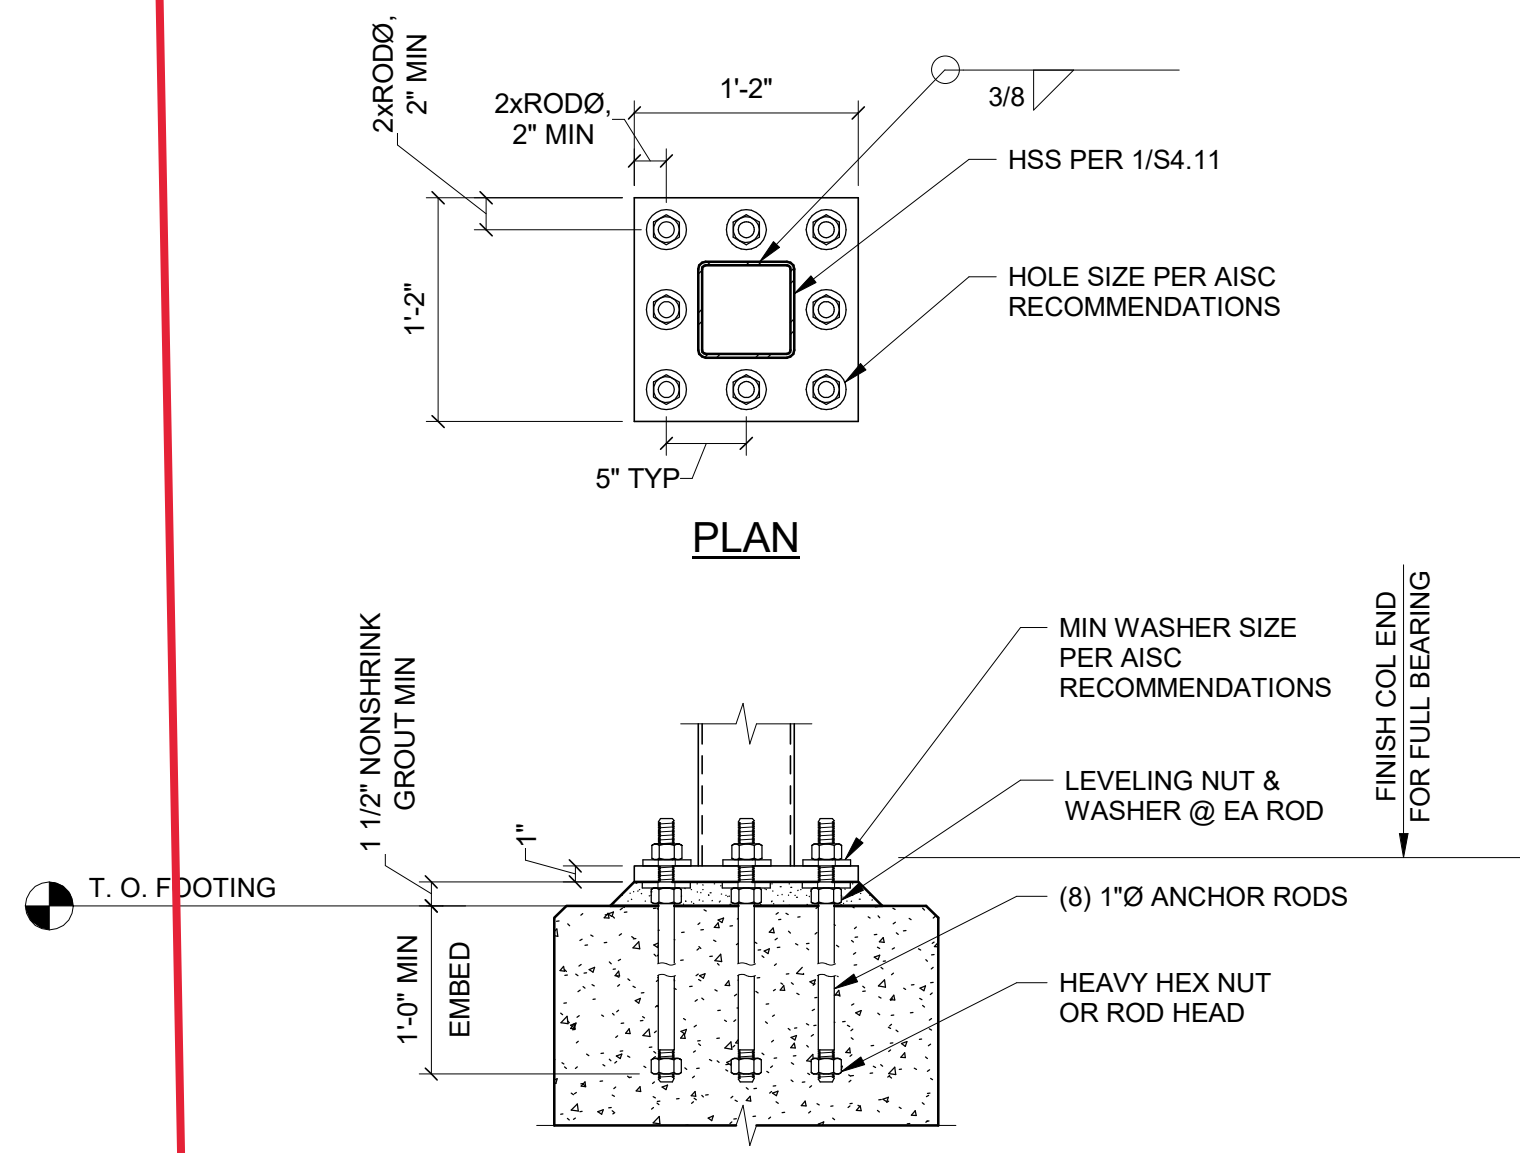 2xRODØ,
2" MIN
2xRODØ,
2" MIN
1'-2"
3/8
HSS PER 1/S4.11
HOLE SIZE PER AISC
RECOMMENDATIONS
1'-2"
5" TYP
PLAN
1 1/2" NONSHRINK
GROUT MIN
1"
MIN WASHER SIZE
PER AISC
RECOMMENDATIONS
FINISH COL END
FOR FULL BEARING
LEVELING NUT &
WASHER @ EA ROD
T. O. FOOTING
(8) 1"Ø ANCHOR RODS
1'-0" MIN
EMBED
HEAVY HEX NUT
OR ROD HEAD